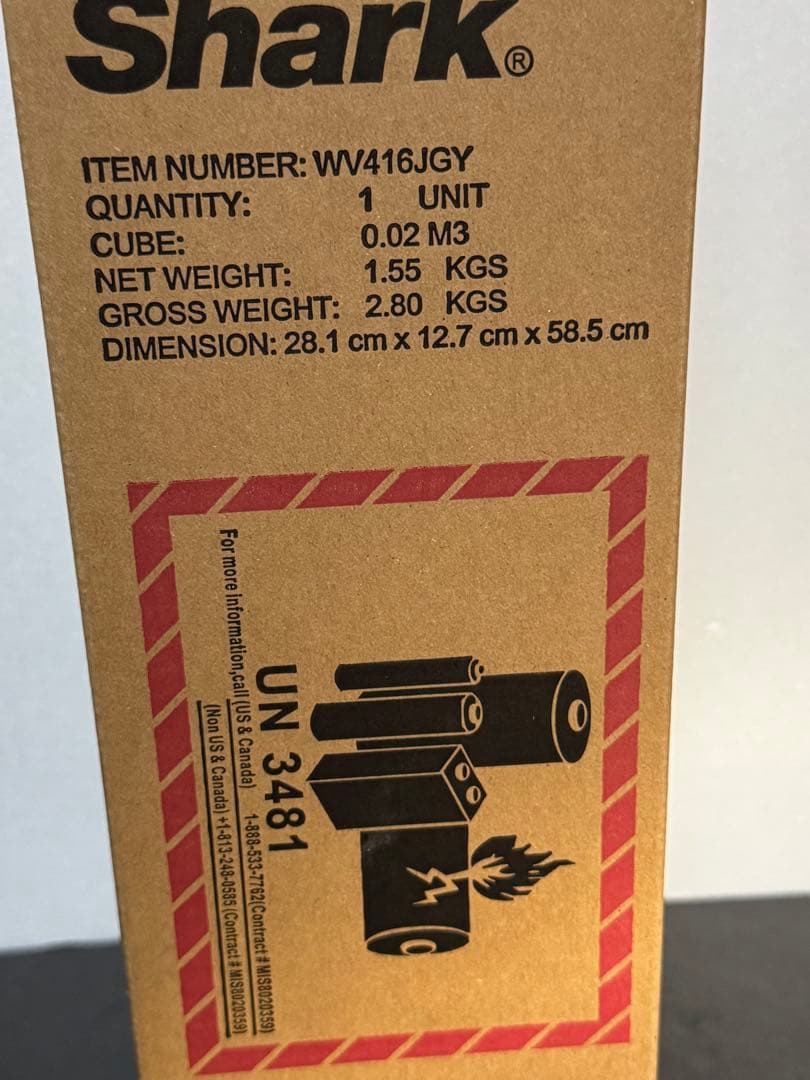 Shark®
ITEM NUMBER: WV416JGY
QUANTITY: 1 UNIT
CUBE: 0.02 M3
NET WEIGHT: 1.55 KGS
GROSS WEIGHT: 2.80 KGS
DIMENSION: 28.1 cm x 12.7 cm x 58.5 cm
UN 3481
For more information,call (US & Canada) 1-888-533-7762(Contract # MIS8020359)
(Non US & Canada) +1-813-248-0585 (Contract # MIS8020359)